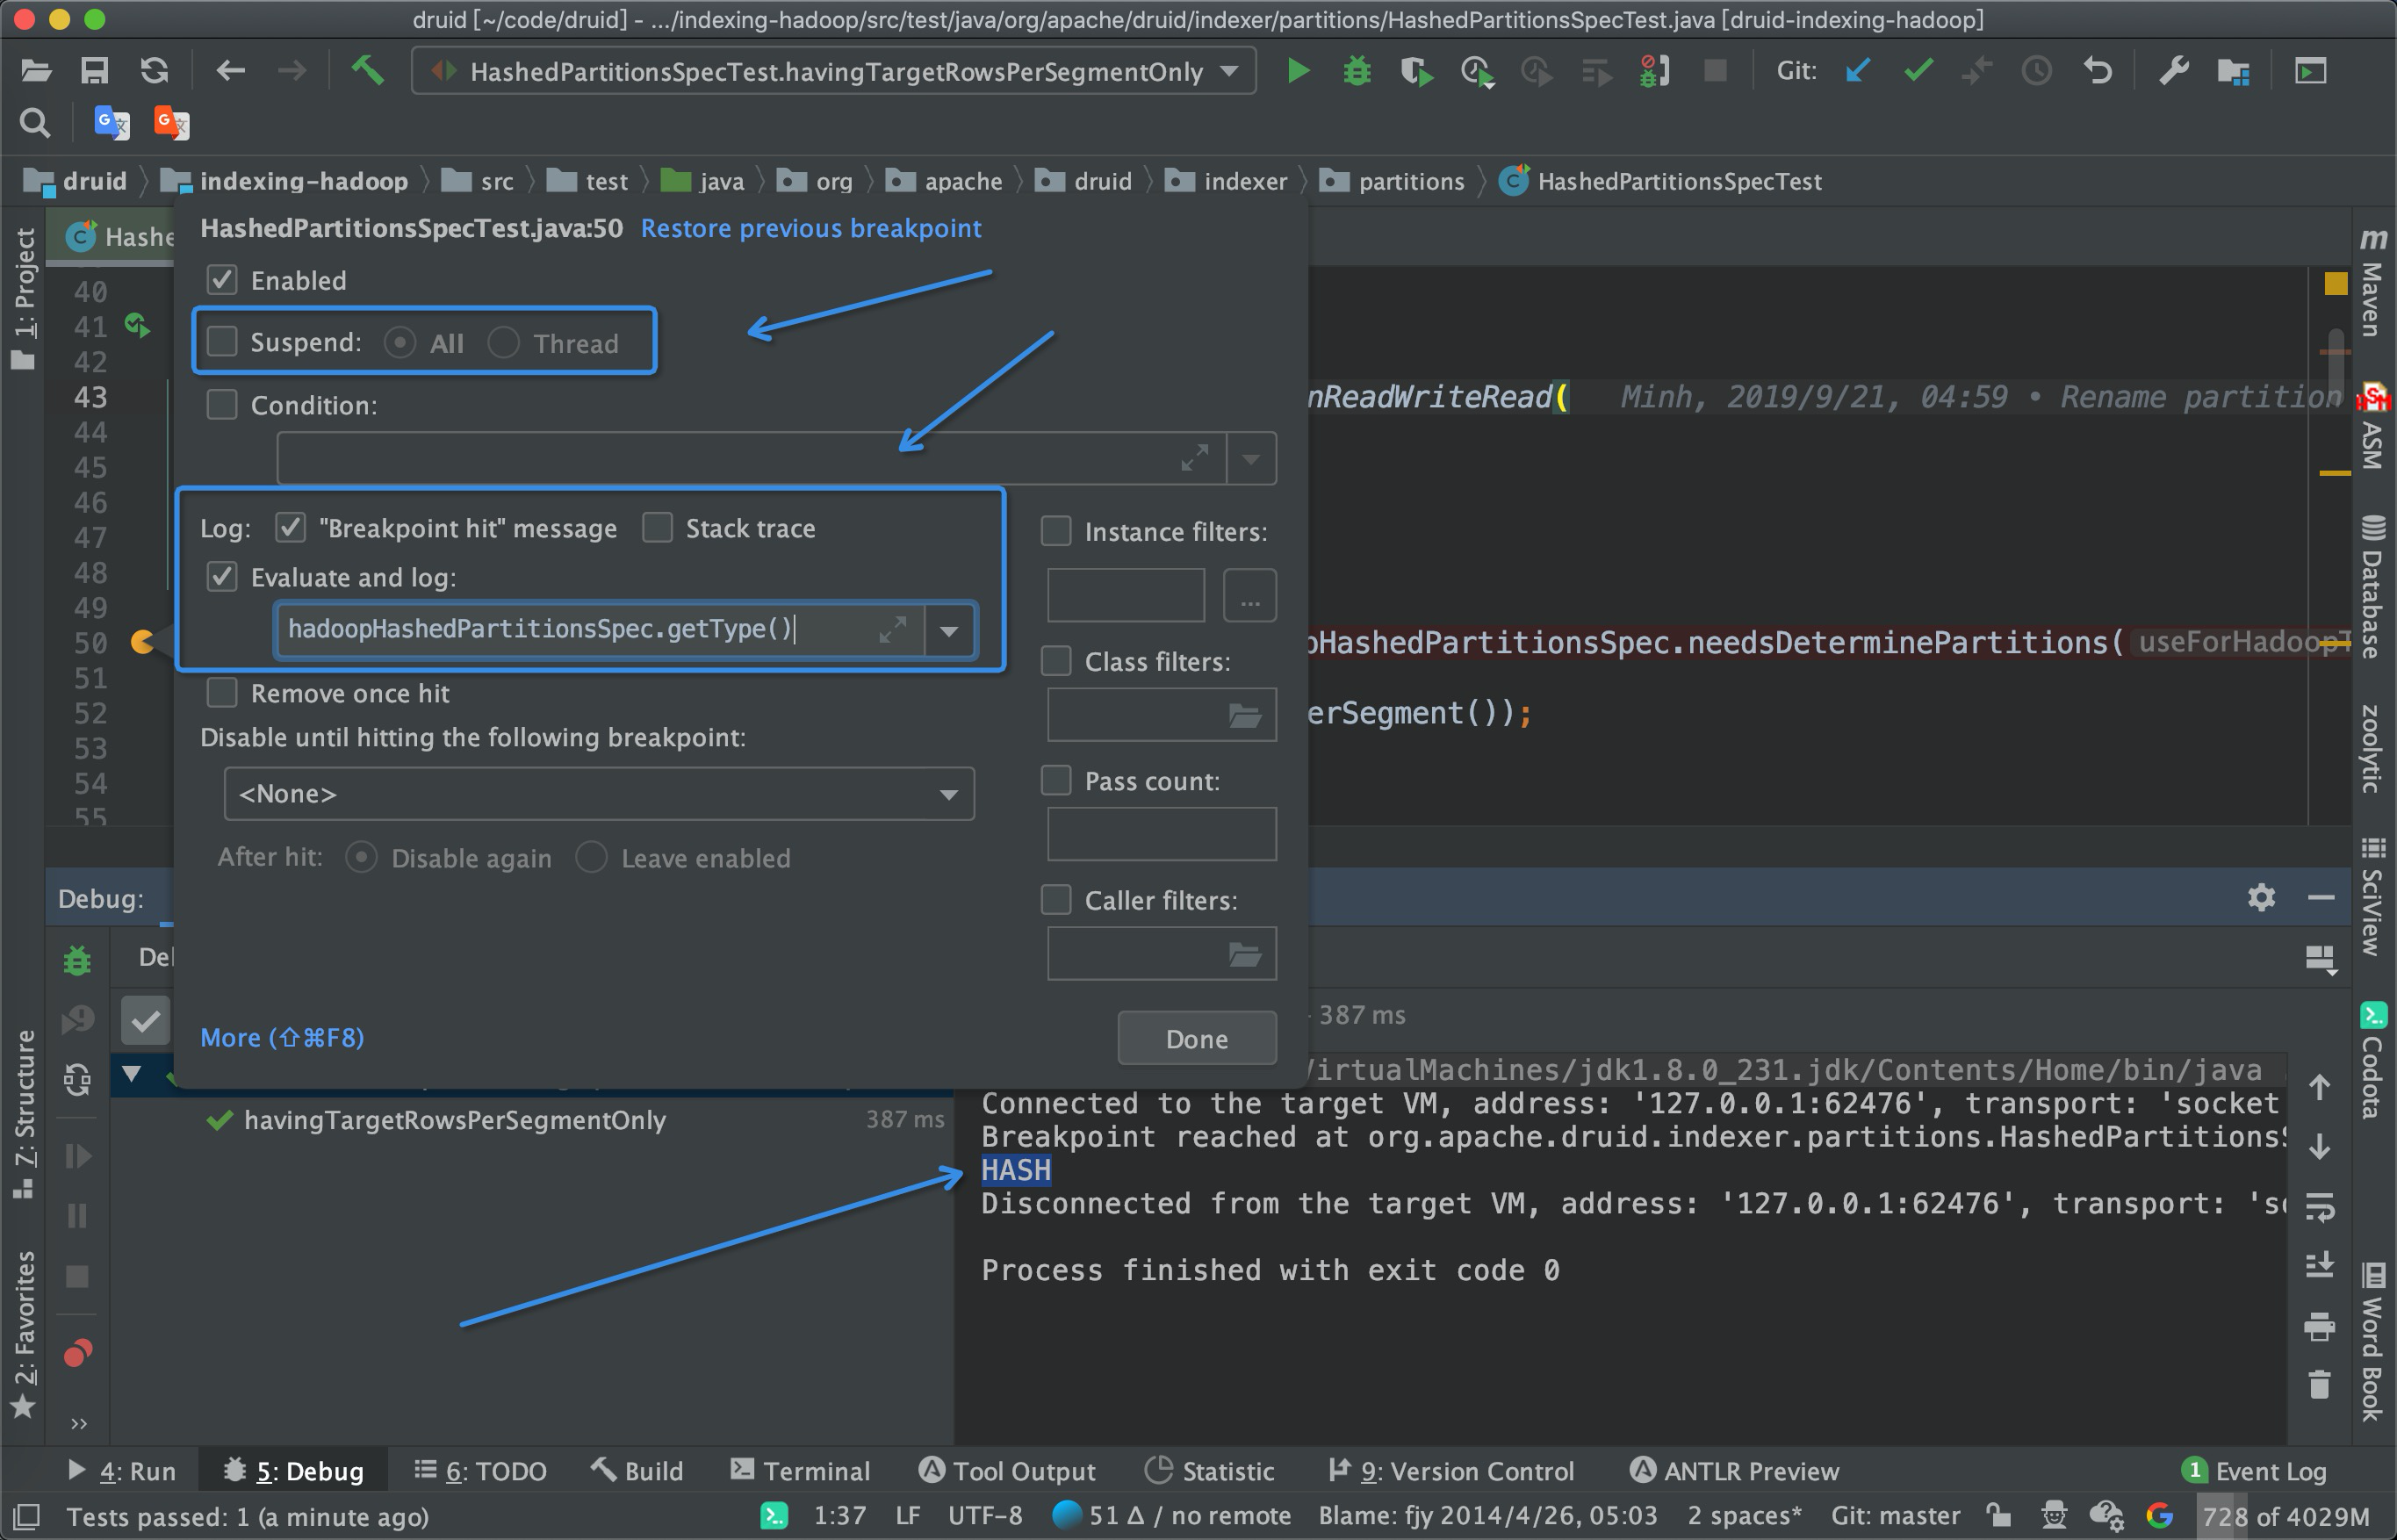 druid [~/code/druid] - .../indexing-hadoop/src/test/java/org/apache/druid/indexer/partitions/HashedPartitionsSpecTest.java [druid-indexing-hadoop]
HashedPartitionsSpecTest.havingTargetRowsPerSegmentOnly
Git:
druid
indexing-hadoop
src
test
java
org
apache
druid
indexer
partitions
HashedPartitionsSpecTest
Hashe
HashedPartitionsSpecTest.java:50 Restore previous breakpoint
Enabled
Suspend: All Thread
Condition:
Log: "Breakpoint hit" message Stack trace
Evaluate and log:
hadoopHashedPartitionsSpec.getType()
Remove once hit
Disable until hitting the following breakpoint:
<None>
After hit: Disable again Leave enabled
Instance filters:
...
Class filters:
Pass count:
Caller filters:
More (⇧⌘F8)
Done
40
41
42
43
44
45
46
47
48
49
50
51
52
53
54
55
nReadWriteRead( Minh, 2019/9/21, 04:59 • Rename partition
pHashedPartitionsSpec.needsDeterminePartitions( useForHadoopT
erSegment());
Debug:
Del
387 ms
havingTargetRowsPerSegmentOnly 387 ms
/irtualMachines/jdk1.8.0_231.jdk/Contents/Home/bin/java
Connected to the target VM, address: '127.0.0.1:62476', transport: 'socket
Breakpoint reached at org.apache.druid.indexer.partitions.HashedPartitionsS
HASH
Disconnected from the target VM, address: '127.0.0.1:62476', transport: 'so
Process finished with exit code 0
1: Project
7: Structure
2: Favorites
m Maven
ASM
Database
zoolytic
SciView
Codota
Word Book
4: Run
5: Debug
6: TODO
Build
Terminal
Tool Output
Statistic
9: Version Control
ANTLR Preview
1 Event Log
Tests passed: 1 (a minute ago)
1:37
LF
UTF-8
51 Δ / no remote
Blame: fjy 2014/4/26, 05:03
2 spaces*
Git: master
728 of 4029M